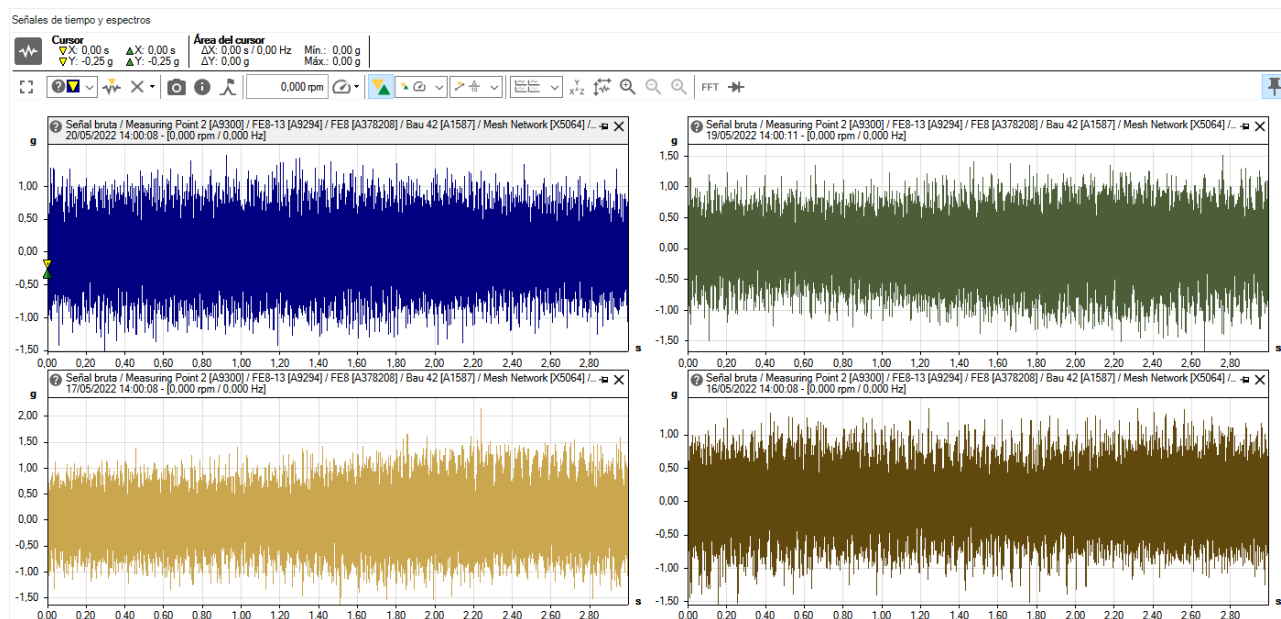 Señales de tiempo y espectros
Cursor
X: 0,00 s X: 0,00 s
Y: -0,25 g Y: -0,25 g
Área del cursor
ΔX: 0,00 s / 0,00 Hz Mín.: 0,00 g
ΔY: 0,00 g Máx.: 0,00 g
0,000 rpm
FFT
Señal bruta / Measuring Point 2 [A9300] / FE8-13 [A9294] / FE8 [A378208] / Bau 42 [A1587] / Mesh Network [X5064] /...
20/05/2022 14:00:08 - [0,000 rpm / 0,000 Hz]
g
1,00
0,50
0,00
-0,50
-1,00
-1,50
0,00 0,20 0,40 0,60 0,80 1,00 1,20 1,40 1,60 1,80 2,00 2,20 2,40 2,60 2,80
s
Señal bruta / Measuring Point 2 [A9300] / FE8-13 [A9294] / FE8 [A378208] / Bau 42 [A1587] / Mesh Network [X5064] /...
19/05/2022 14:00:11 - [0,000 rpm / 0,000 Hz]
g
1,50
1,00
0,50
0,00
-0,50
-1,00
-1,50
0,00 0,20 0,40 0,60 0,80 1,00 1,20 1,40 1,60 1,80 2,00 2,20 2,40 2,60 2,80
s
Señal bruta / Measuring Point 2 [A9300] / FE8-13 [A9294] / FE8 [A378208] / Bau 42 [A1587] / Mesh Network [X5064] /...
17/05/2022 14:00:08 - [0,000 rpm / 0,000 Hz]
g
2,00
1,50
1,00
0,50
0,00
-0,50
-1,00
-1,50
0,00 0,20 0,40 0,60 0,80 1,00 1,20 1,40 1,60 1,80 2,00 2,20 2,40 2,60 2,80
s
Señal bruta / Measuring Point 2 [A9300] / FE8-13 [A9294] / FE8 [A378208] / Bau 42 [A1587] / Mesh Network [X5064] /...
16/05/2022 14:00:08 - [0,000 rpm / 0,000 Hz]
g
1,00
0,50
0,00
-0,50
-1,00
-1,50
0,00 0,20 0,40 0,60 0,80 1,00 1,20 1,40 1,60 1,80 2,00 2,20 2,40 2,60 2,80
s